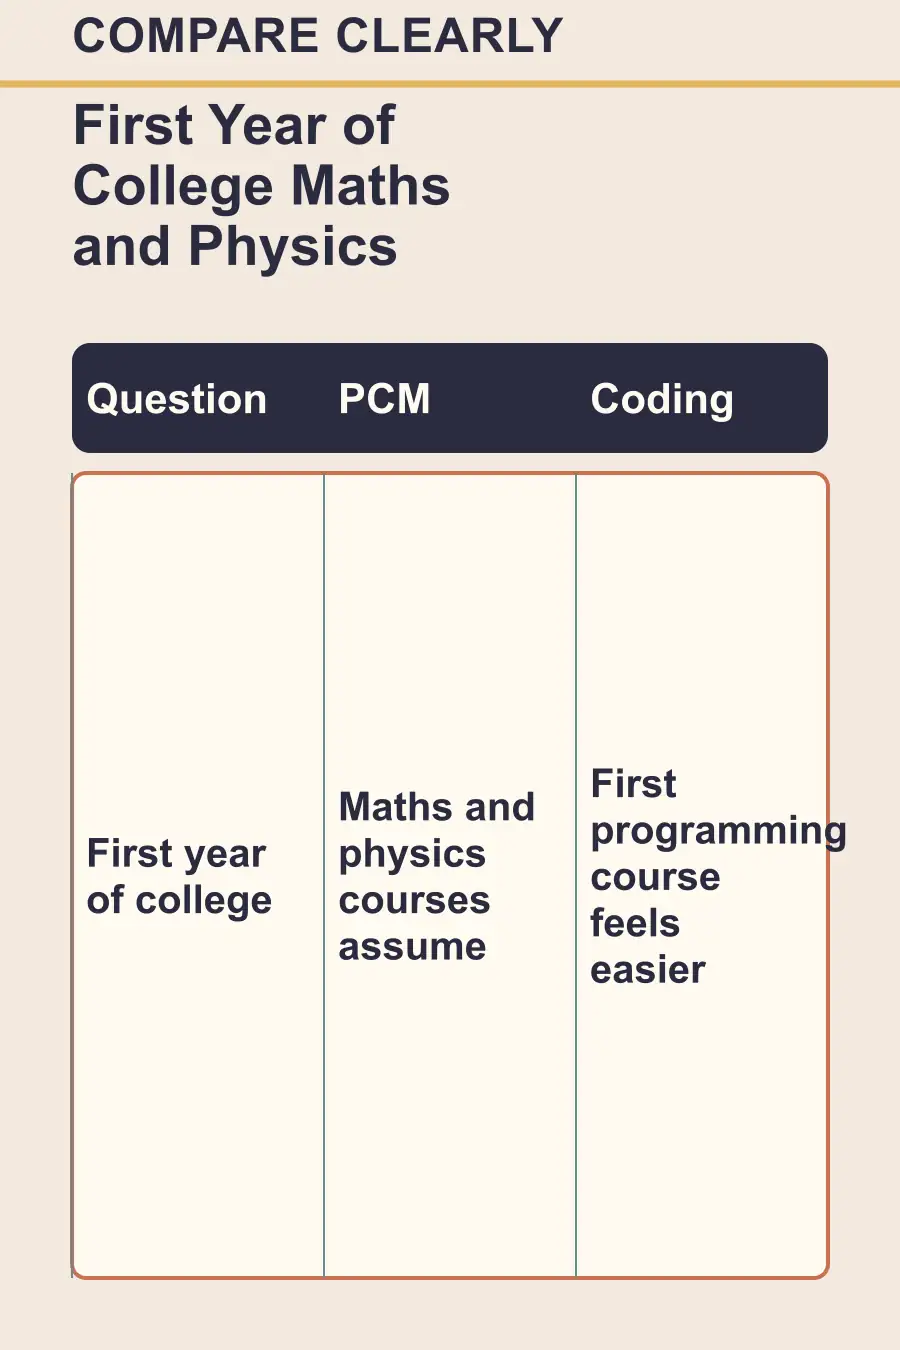 COMPARE CLEARLY
First Year of
College Maths
and Physics
Question PCM Coding
First year
of college
Maths and
physics
courses
assume
First
programming
course
feels
easier